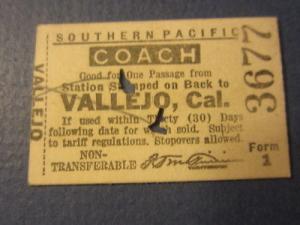 SOUTHERN PACIFIC
COACH
Good for One Passage from
Station Stamped on Back to
VALLEJO, Cal.
If used within Thirty (30) Days
following date for which sold. Subject
to tariff regulations. Stopovers allowed.
NON-
TRANSFERABLE
Form
1
VALLEJO
3677